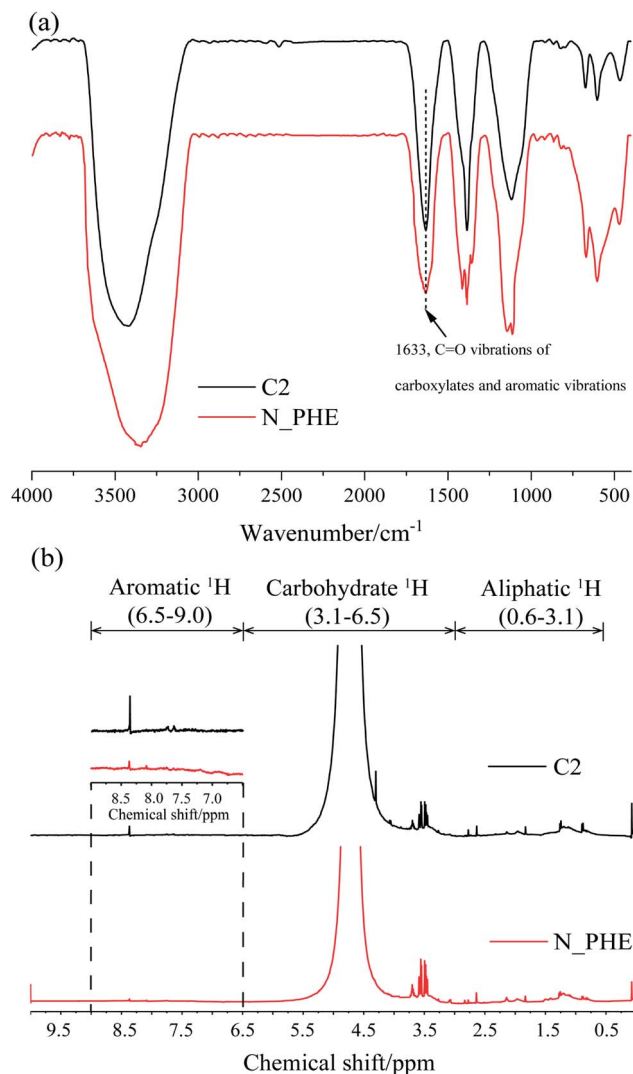 (a)
1633, C=O vibrations of
carboxylates and aromatic vibrations
C2
N_PHE
4000 3500 3000 2500 2000 1500 1000 500
Wavenumber/cm⁻¹
(b)
Aromatic ¹H Carbohydrate ¹H Aliphatic ¹H
(6.5-9.0) (3.1-6.5) (0.6-3.1)
8.5 8.0 7.5 7.0
Chemical shift/ppm
C2
N_PHE
9.5 8.5 7.5 6.5 5.5 4.5 3.5 2.5 1.5 0.5
Chemical shift/ppm